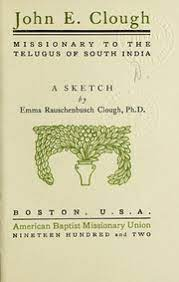 John E. Clough
MISSIONARY TO THE
TELUGUS OF SOUTH INDIA
A SKETCH
by
Emma Rauschenbusch Clough, Ph.D.
BOSTON, U.S.A.
American Baptist Missionary Union
NINETEEN HUNDRED and TWO